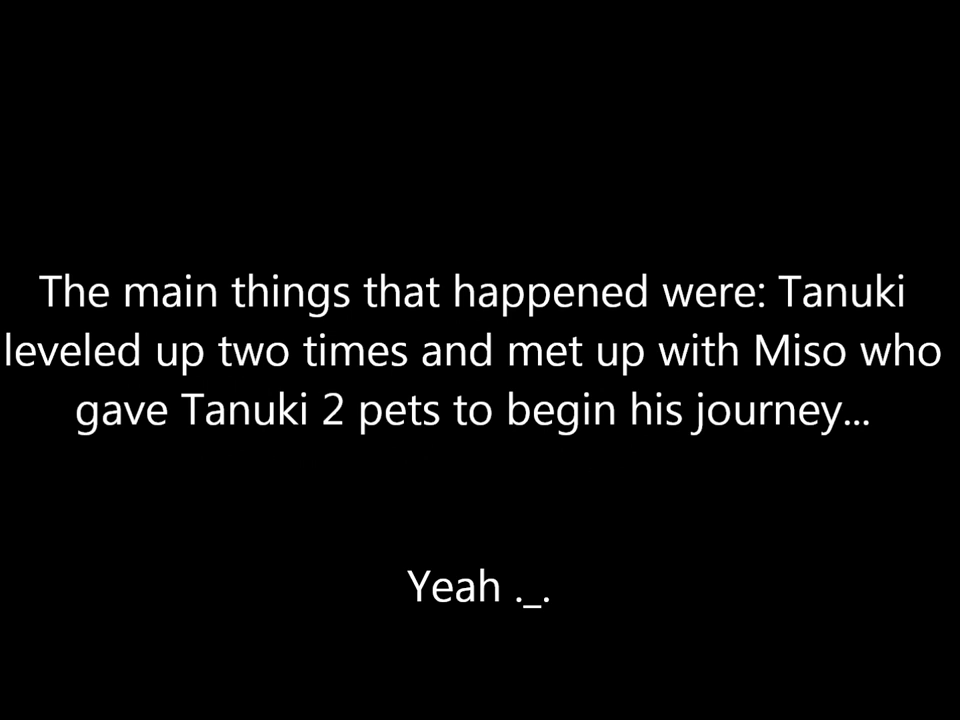 The main things that happened were: Tanuki
leveled up two times and met up with Miso who
gave Tanuki 2 pets to begin his journey...
Yeah ._.